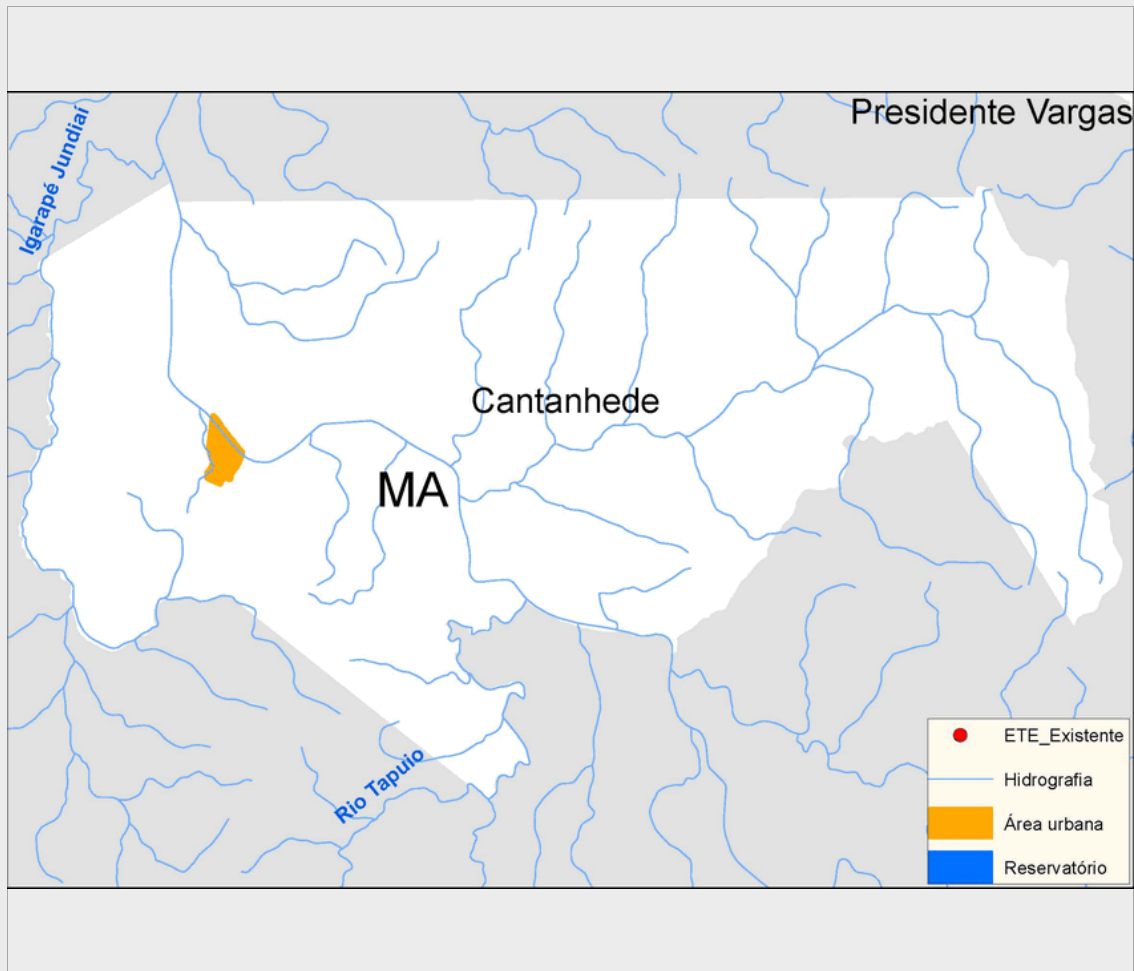 Presidente Vargas
Igarapé Jundiaí
Cantanhede
MA
Rio Tapuio
ETE_Existente
Hidrografia
Área urbana
Reservatório